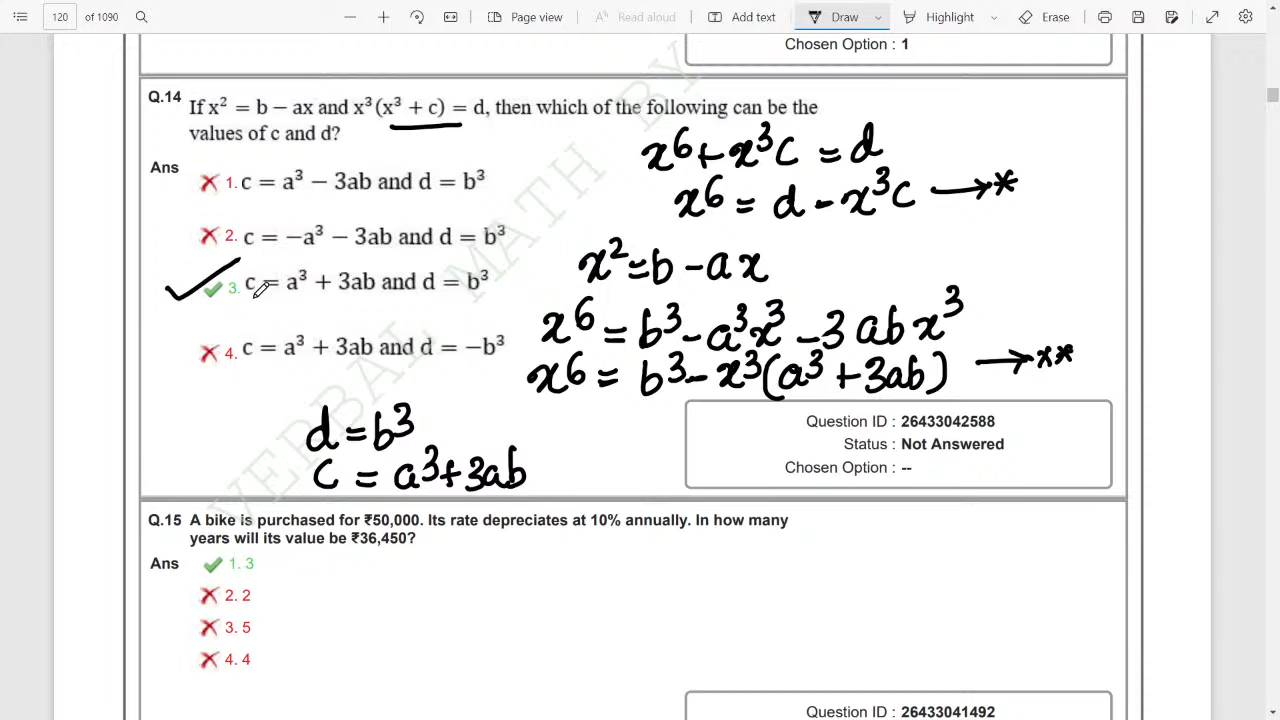 120 of 1090 Page view Read aloud Add text Draw Highlight Erase
Chosen Option : 1
Q.14 If x² = b − ax and x³(x³ + c) = d, then which of the following can be the
values of c and d?
Ans
1. c = a³ − 3ab and d = b³
2. c = −a³ − 3ab and d = b³
3. c = a³ + 3ab and d = b³
4. c = a³ + 3ab and d = −b³
x⁶ + x³c = d
x⁶ = d - x³c → *
x² = b - ax
x⁶ = b³ - a³x³ - 3abx³
x⁶ = b³ - x³(a³ + 3ab) → **
d = b³
c = a³ + 3ab
Question ID : 26433042588
Status : Not Answered
Chosen Option : --
VERBAL MATH BY
Q.15 A bike is purchased for ₹50,000. Its rate depreciates at 10% annually. In how many
years will its value be ₹36,450?
Ans
1. 3
2. 2
3. 5
4. 4
Question ID : 26433041492